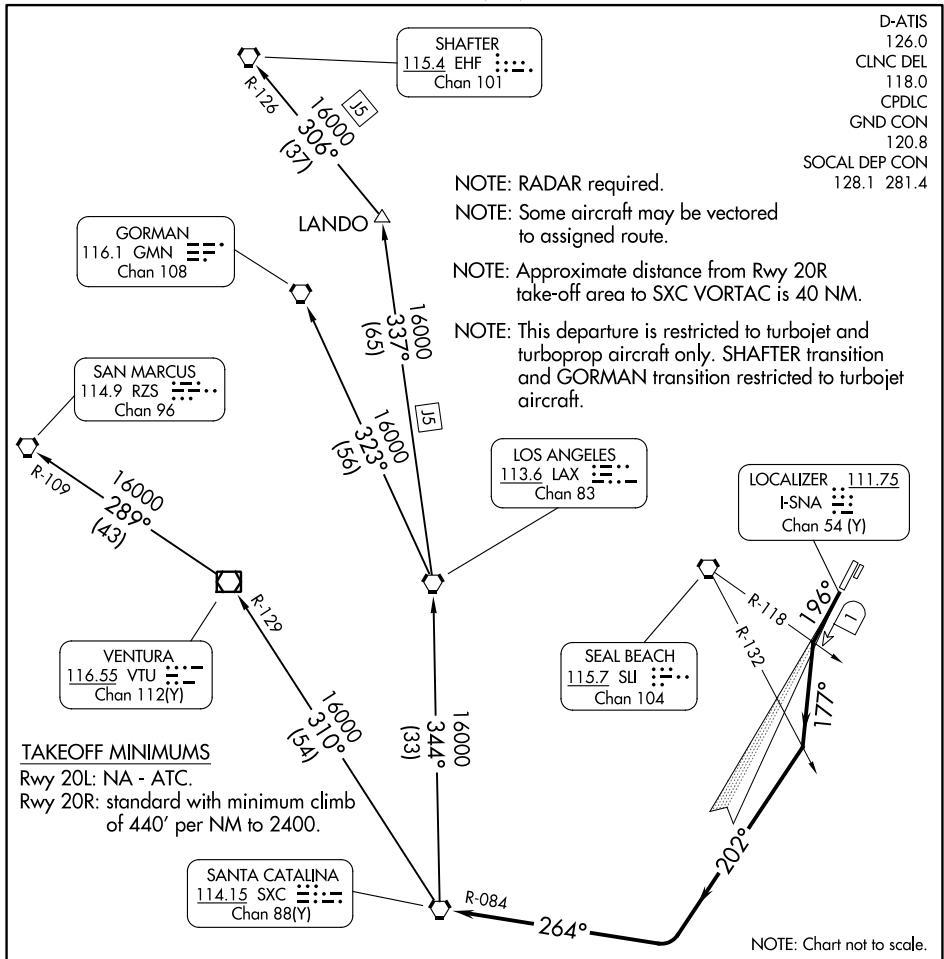 D-ATIS
126.0
CLNC DEL
118.0
CPDLC
GND CON
120.8
SOCAL DEP CON
128.1 281.4
SHAFTER
115.4 EHF
Chan 101
R-126
16000
J5
306°
(37)
NOTE: RADAR required.
NOTE: Some aircraft may be vectored
to assigned route.
NOTE: Approximate distance from Rwy 20R
take-off area to SXC VORTAC is 40 NM.
NOTE: This departure is restricted to turbojet and
turboprop aircraft only. SHAFTER transition
and GORMAN transition restricted to turbojet
aircraft.
LANDO
GORMAN
116.1 GMN
Chan 108
16000
337°
(65)
J5
SAN MARCUS
114.9 RZS
Chan 96
16000
323°
(56)
R-109
16000
289°
(43)
LOS ANGELES
113.6 LAX
Chan 83
LOCALIZER 111.75
I-SNA
Chan 54 (Y)
R-118
196°
1
R-132
177°
R-129
VENTURA
116.55 VTU
Chan 112(Y)
SEAL BEACH
115.7 SLI
Chan 104
16000
310°
(54)
16000
344°
(33)
TAKEOFF MINIMUMS
Rwy 20L: NA - ATC.
Rwy 20R: standard with minimum climb
of 440' per NM to 2400.
202°
SANTA CATALINA
114.15 SXC
Chan 88(Y)
R-084
264°
NOTE: Chart not to scale.